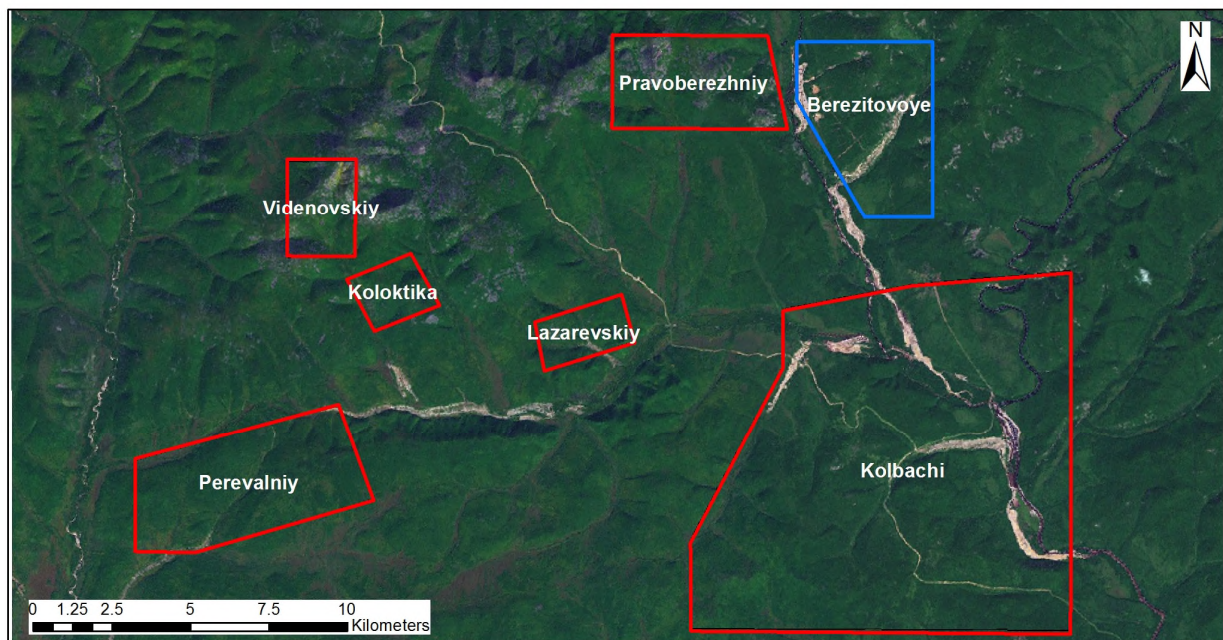 N
Pravoberezhniy
Berezitovoye
Videnovskiy
Koloktika
Lazarevskiy
Kolbachi
Perevalniy
0 1.25 2.5 5 7.5 10
Kilometers